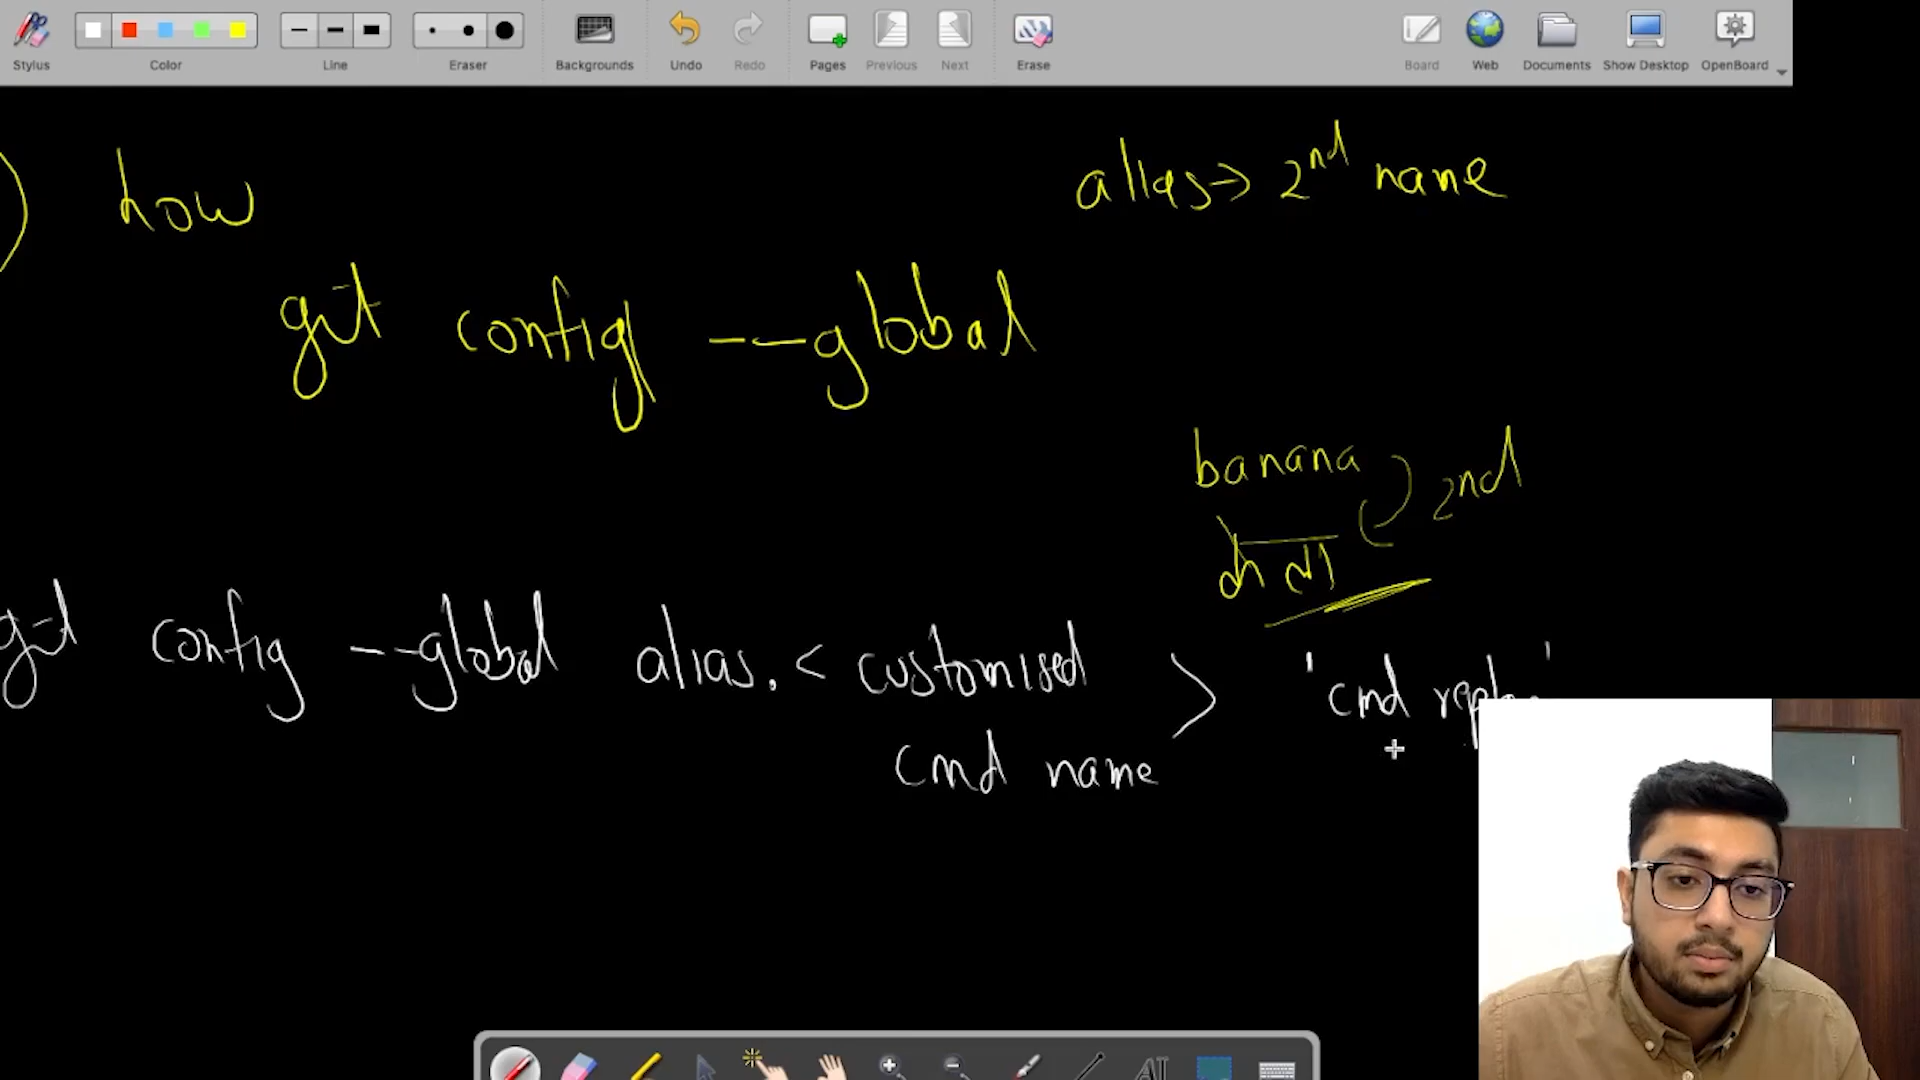 Stylus Color Line Eraser Backgrounds Undo Redo Pages Previous Next Erase Board Web Documents Show Desktop OpenBoard
) how
alias → 2nd name
git config --global
banana
2nd
git config --global alias.< customised > 'cmd
cmd name